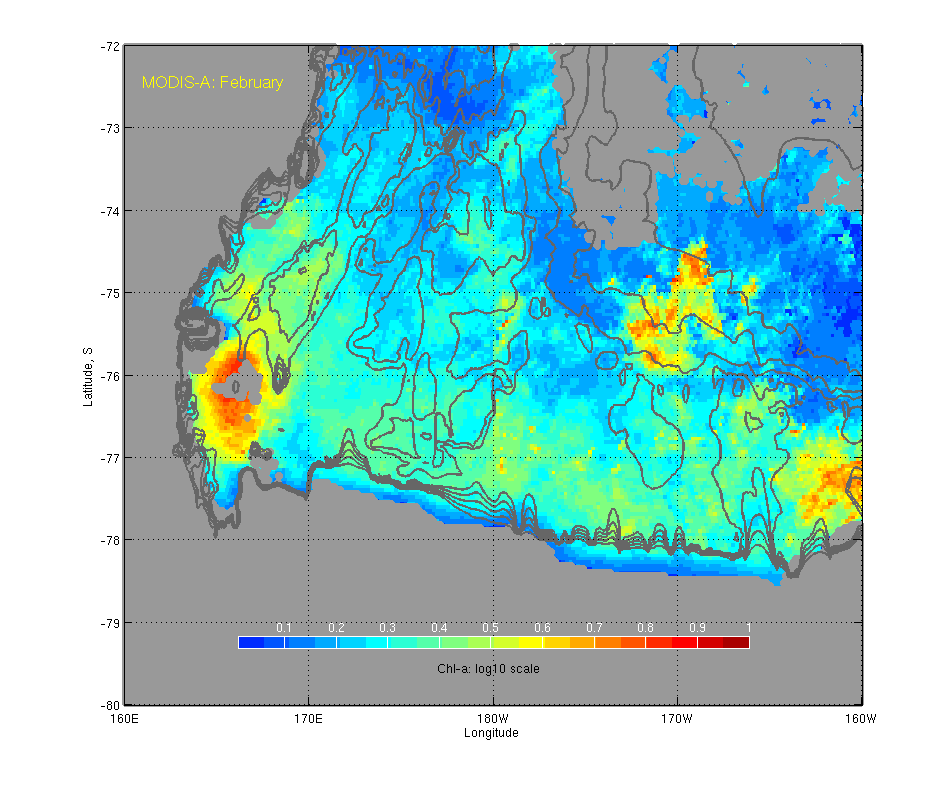 -72
MODIS-A: February
-73
-74
-75
-76
-77
-78
-79
-80
Latitude, S
0.1 0.2 0.3 0.4 0.5 0.6 0.7 0.8 0.9 1
Chl-a: log10 scale
160E 170E 180W 170W 160W
Longitude